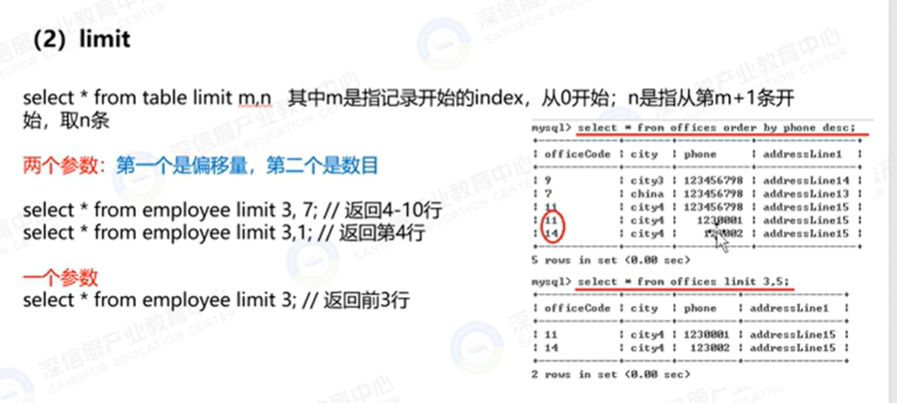 （2）limit
select * from table limit m,n 其中m是指记录开始的index，从0开始；n是指从第m+1条开
始，取n条
两个参数：第一个是偏移量，第二个是数目
select * from employee limit 3, 7; // 返回4-10行
select * from employee limit 3,1; // 返回第4行
一个参数
select * from employee limit 3; // 返回前3行
mysql> select * from offices order by phone desc;
| officeCode | city | phone | addressLine1 |
| 9 | city3 | 123456798 | addressLine14 |
| 7 | china | 123456798 | addressLine13 |
| 11 | city4 | 123456798 | addressLine15 |
| 11 | city4 | 1230001 | addressLine15 |
| 14 | city4 | 123002 | addressLine15 |
5 rows in set (0.00 sec)
mysql> select * from offices limit 3,5;
| officeCode | city | phone | addressLine1 |
| 11 | city4 | 1230001 | addressLine15 |
| 14 | city4 | 123002 | addressLine15 |
2 rows in set (0.00 sec)
深信服产业教育中心
SANGFOR EDUCATION CENTER